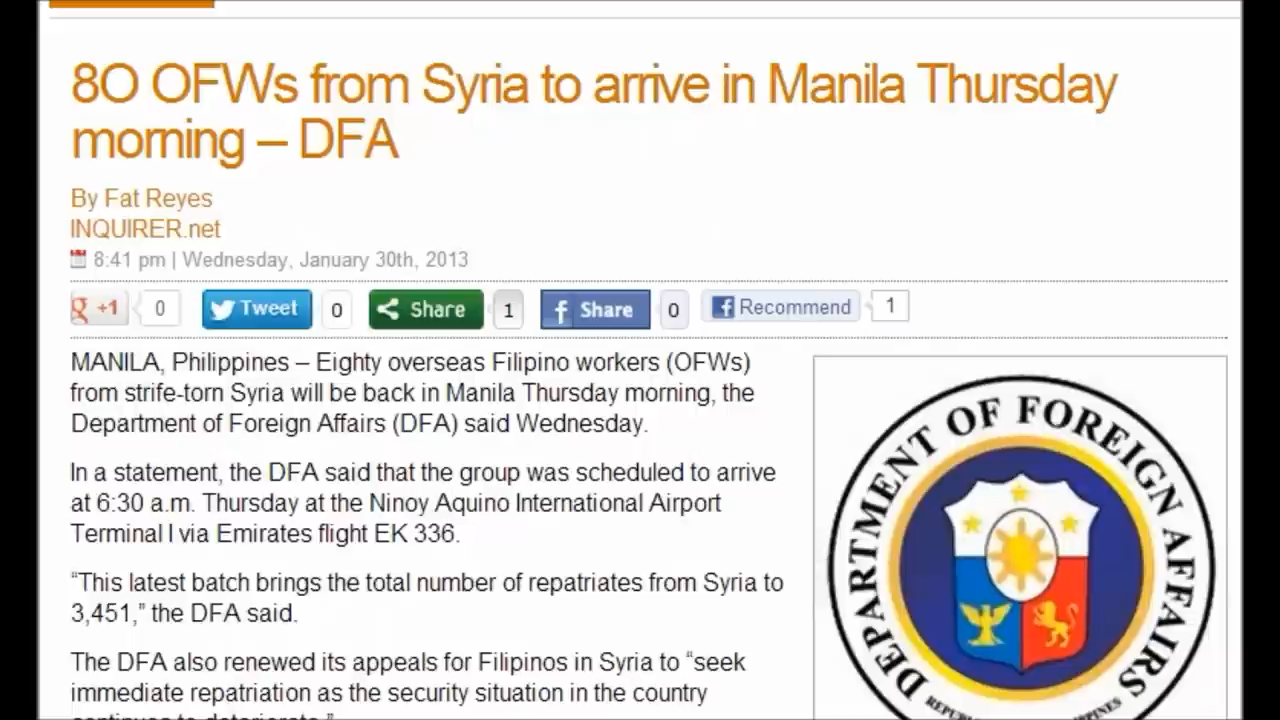 8O OFWs from Syria to arrive in Manila Thursday
morning – DFA
By Fat Reyes
INQUIRER.net
8:41 pm | Wednesday, January 30th, 2013
g +1 0 Tweet 0 Share 1 f Share 0 f Recommend 1
MANILA, Philippines – Eighty overseas Filipino workers (OFWs)
from strife-torn Syria will be back in Manila Thursday morning, the
Department of Foreign Affairs (DFA) said Wednesday.
In a statement, the DFA said that the group was scheduled to arrive
at 6:30 a.m. Thursday at the Ninoy Aquino International Airport
Terminal I via Emirates flight EK 336.
“This latest batch brings the total number of repatriates from Syria to
3,451,” the DFA said.
The DFA also renewed its appeals for Filipinos in Syria to “seek
immediate repatriation as the security situation in the country
continues to deteriorate.”
DEPARTMENT OF FOREIGN AFFAIRS